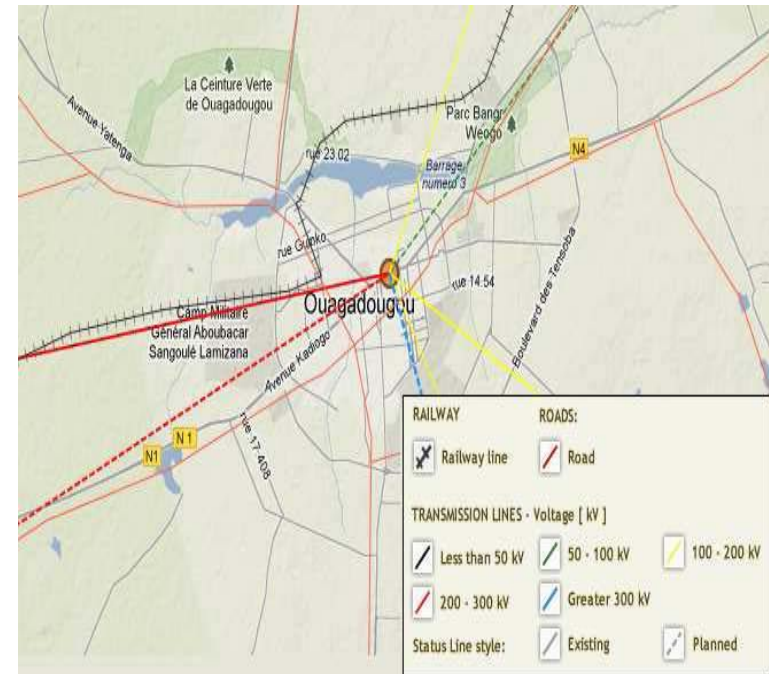 La Ceinture Verte
de Ouagadougou
Avenue Yatenga
Parc Bangr
Weogo
N4
rue 23.02
Barrage
numero 3
rue Gunko
rue 14.54
Ouagadougou
Boulevard des Tensoba
Camp Militaire
Général Aboubacar
Sangoulé Lamizana
Avenue Kadiogo
N 1
N1
rue 17.408
RAILWAY
ROADS:
Railway line
Road
TRANSMISSION LINES - Voltage [ kV ]
Less than 50 kV
50 - 100 kV
100 - 200 kV
200 - 300 kV
Greater 300 kV
Status Line style:
Existing
Planned